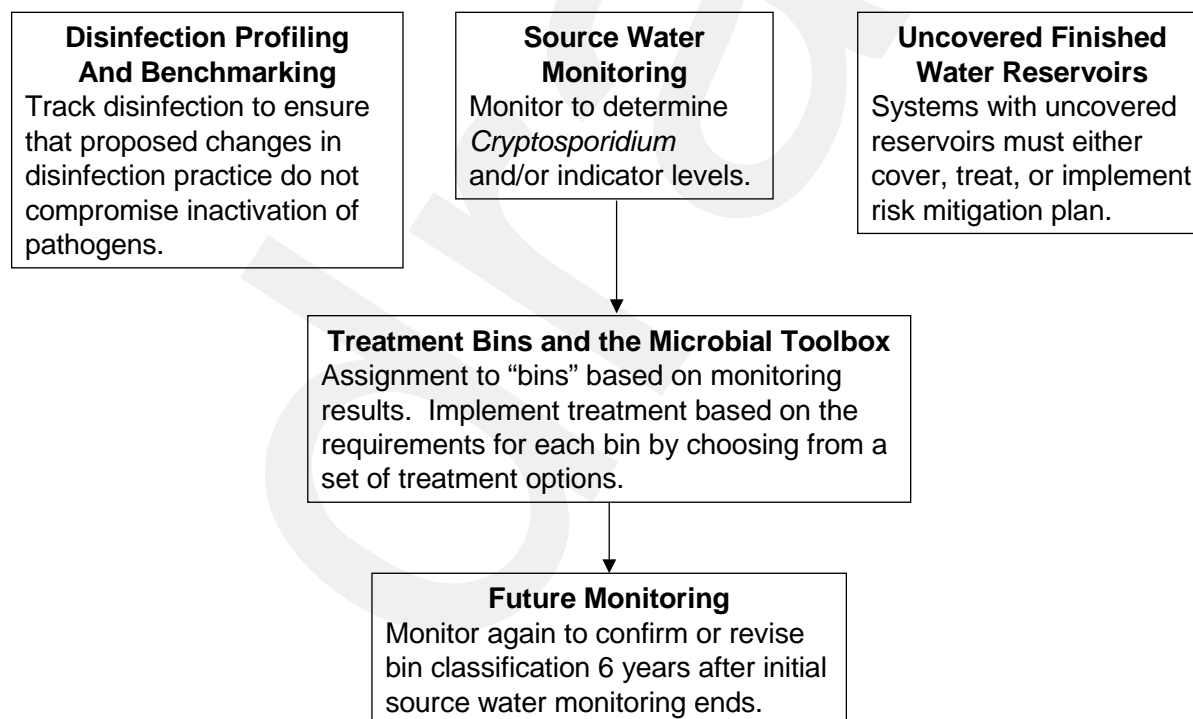 Disinfection Profiling
And Benchmarking
Track disinfection to ensure
that proposed changes in
disinfection practice do not
compromise inactivation of
pathogens.
Source Water
Monitoring
Monitor to determine
Cryptosporidium
and/or indicator levels.
Uncovered Finished
Water Reservoirs
Systems with uncovered
reservoirs must either
cover, treat, or implement
risk mitigation plan.
Treatment Bins and the Microbial Toolbox
Assignment to “bins” based on monitoring
results.  Implement treatment based on the
requirements for each bin by choosing from a
set of treatment options.
Future Monitoring
Monitor again to confirm or revise
bin classification 6 years after initial
source water monitoring ends.